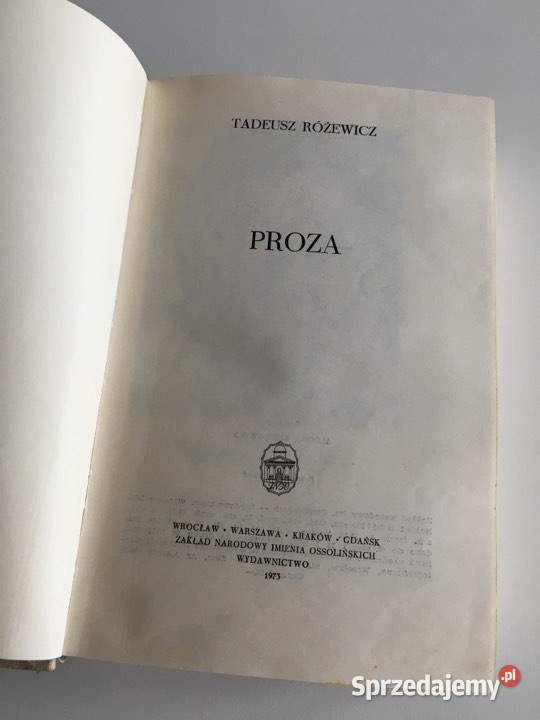 TADEUSZ RÓŻEWICZ
PROZA
WROCŁAW · WARSZAWA · KRAKÓW · GDAŃSK
ZAKŁAD NARODOWY IMIENIA OSSOLIŃSKICH
WYDAWNICTWO
1973
Sprzedajemy.pl